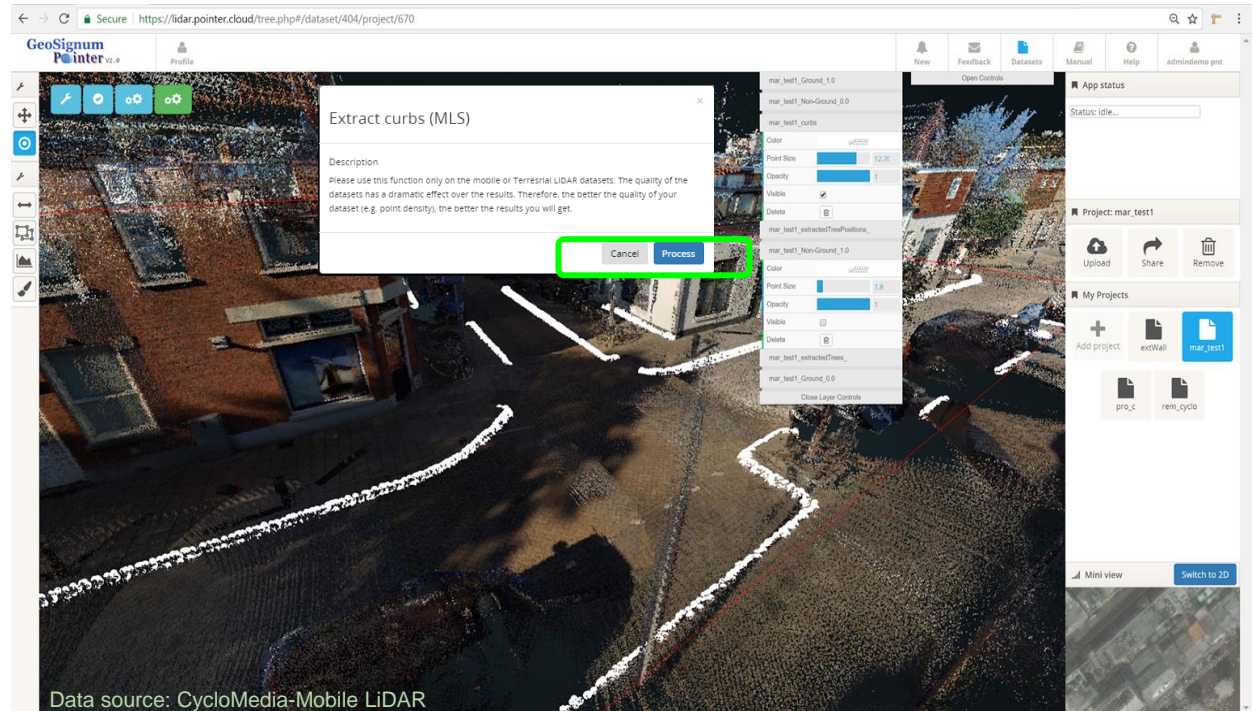 Secure https://lidar.pointer.cloud/tree.php#/dataset/404/project/670
GeoSignum
Pointer V2.0
Profile
New
Feedback
Datasets
Manual
Help
admindemo pnt
Extract curbs (MLS)
×
Description
Please use this function only on the mobile or Terresrial LiDAR datasets. The quality of the
datasets has a dramatic effect over the results. Therefore, the better the quality of your
dataset (e.g. point density), the better the results you will get.
Cancel
Process
mar_test1_Ground_1.0
mar_test1_Non-Ground_0.0
mar_test1_curbs
Color
Point Size 12,70
Opacity 1
Visible
Delete
mar_test1_extractedTreePositions_
mar_test1_Non-Ground_1.0
Color
Point Size 1.8
Opacity 1
Visible
Delete
mar_test1_extractedTrees_
mar_test1_Ground_0.0
Close Layer Controls
Open Controls
App status
Status: idle...
Project: mar_test1
Upload
Share
Remove
My Projects
Add project
extWall
mar_test1
pro_c
rem_cyclo
Mini view
Switch to 2D
Data source: CycloMedia-Mobile LiDAR